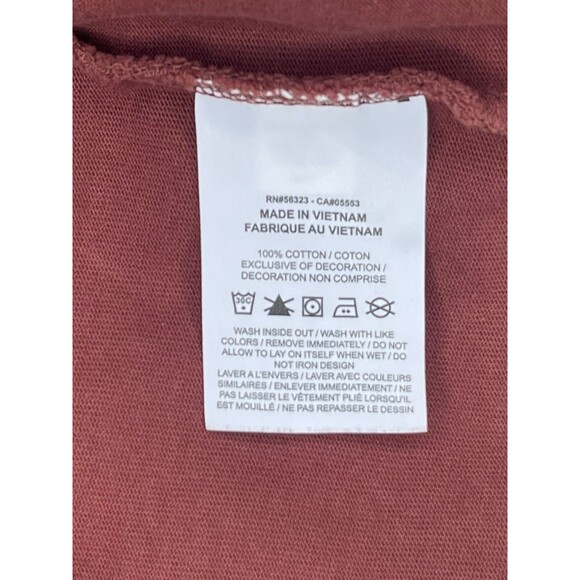 RN#56323 - CA#05553
MADE IN VIETNAM
FABRIQUE AU VIETNAM
100% COTTON / COTON
EXCLUSIVE OF DECORATION /
DECORATION NON COMPRISE
30C
WASH INSIDE OUT / WASH WITH LIKE
COLORS / REMOVE IMMEDIATELY / DO NOT
ALLOW TO LAY ON ITSELF WHEN WET / DO
NOT IRON DESIGN
LAVER A L'ENVERS / LAVER AVEC COULEURS
SIMILAIRES / ENLEVER IMMEDIATEMENT / NE
PAS LAISSER LE VÊTEMENT PLIÉ LORSQU'IL
EST MOUILLÉ / NE PAS REPASSER LE DESSIN